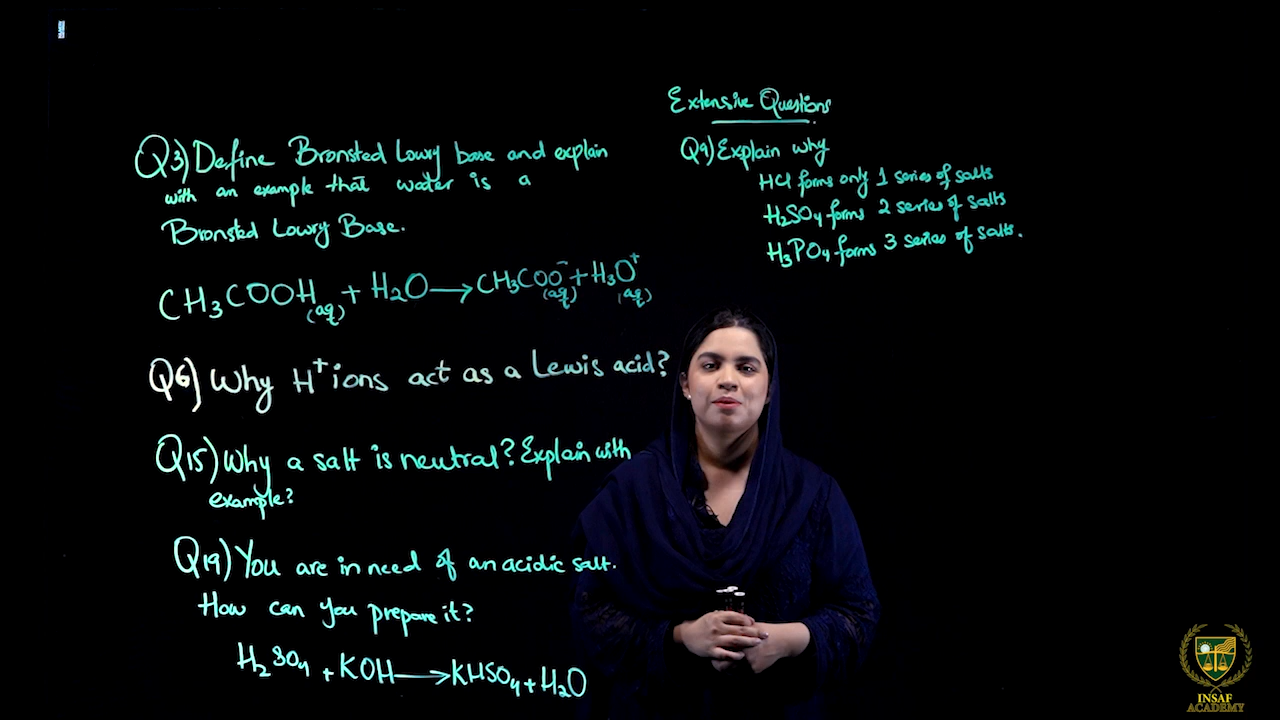 Q3) Define Bronsted Lowry base and explain
with an example that water is a
Bronsted Lowry Base.
CH3COOH(aq) + H2O → CH3COO⁻(aq) + H3O⁺(aq)
Q6) Why H⁺ ions act as a Lewis acid?
Q15) Why a salt is neutral? Explain with
example?
Q19) You are in need of an acidic salt.
How can you prepare it?
H2SO4 + KOH → KHSO4 + H2O
Extensive Questions
Q9) Explain why
HCl forms only 1 series of salts
H2SO4 forms 2 series of salts
H3PO4 forms 3 series of salts.
INSAF
ACADEMY